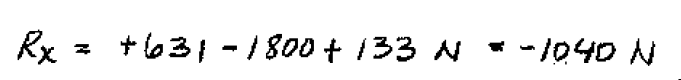 Rx = +631 - 1800 + 133 N = -1040 N